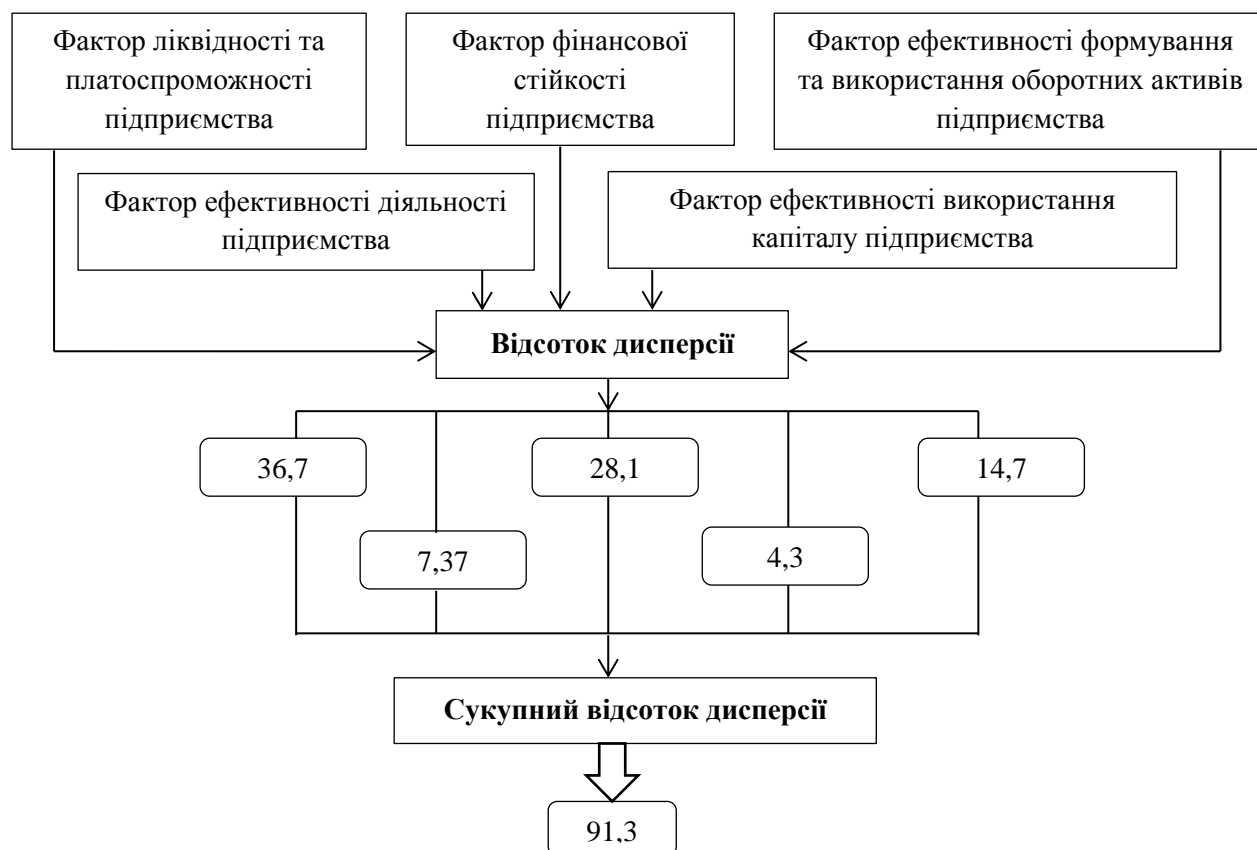 Фактор ліквідності та
платоспроможності
підприємства
Фактор фінансової
стійкості
підприємства
Фактор ефективності формування
та використання оборотних активів
підприємства
Фактор ефективності діяльності
підприємства
Фактор ефективності використання
капіталу підприємства
Відсоток дисперсії
36,7
28,1
14,7
7,37
4,3
Сукупний відсоток дисперсії
91,3